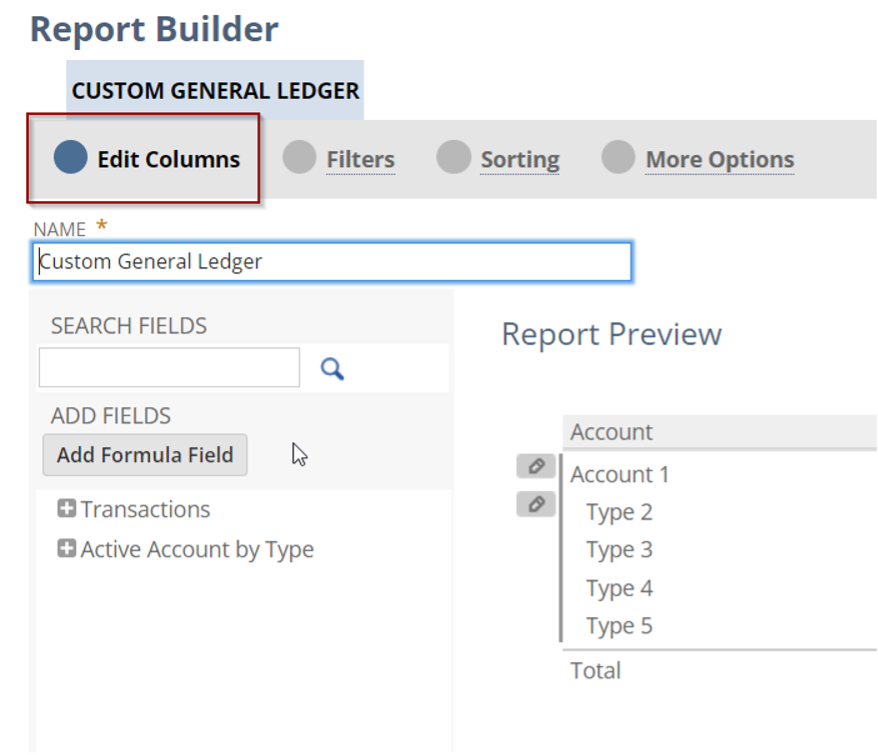 Report Builder
CUSTOM GENERAL LEDGER
Edit Columns Filters Sorting More Options
NAME *
Custom General Ledger
SEARCH FIELDS
Report Preview
ADD FIELDS
Account
Add Formula Field
Account 1
Transactions
Type 2
Active Account by Type
Type 3
Type 4
Type 5
Total